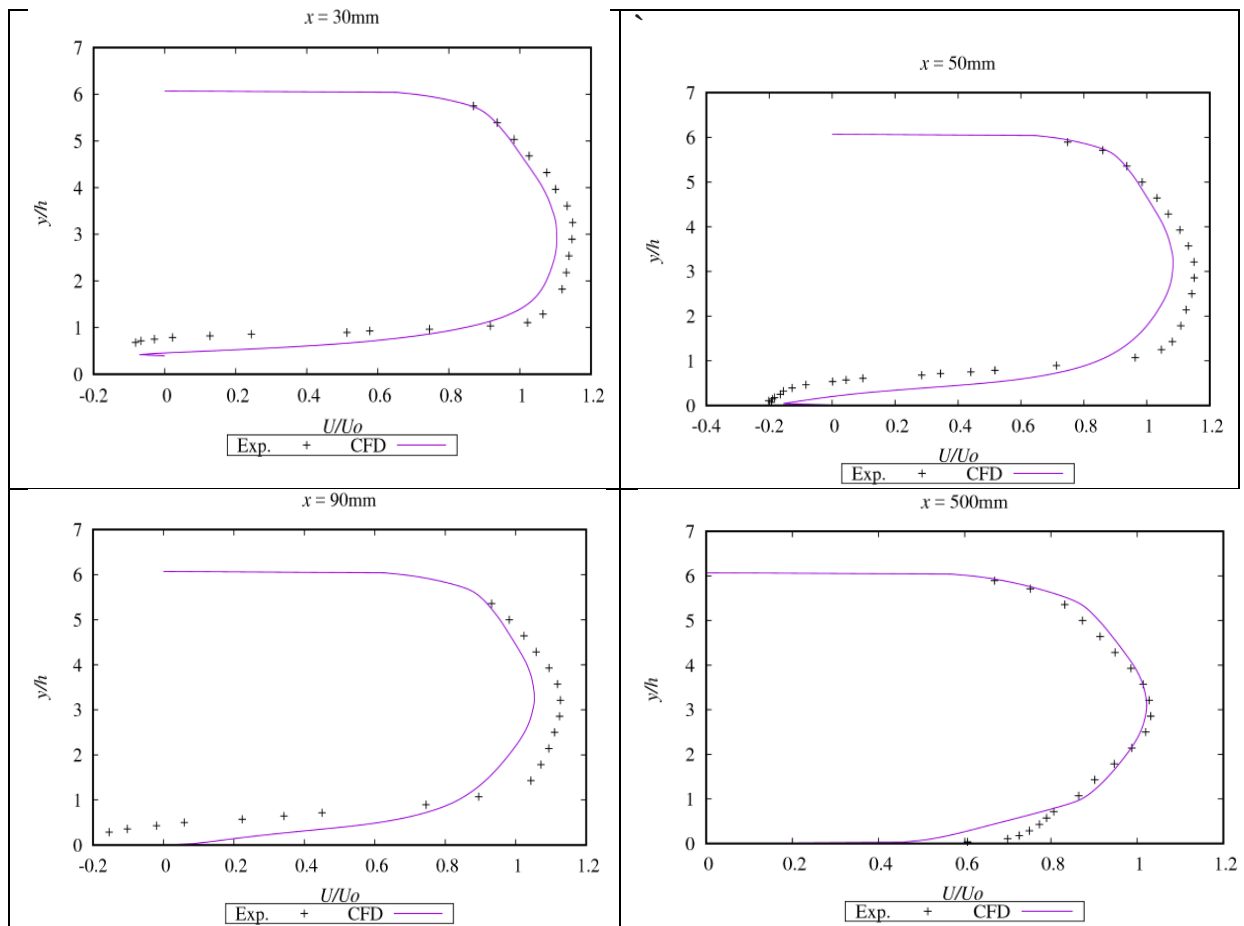 x = 30mm
7
6
5
4
3
2
1
0
y/h
-0.2 0 0.2 0.4 0.6 0.8 1 1.2
U/Uo
Exp. + CFD
`
x = 50mm
7
6
5
4
3
2
1
0
y/h
-0.4 -0.2 0 0.2 0.4 0.6 0.8 1 1.2
U/Uo
Exp. + CFD
x = 90mm
7
6
5
4
3
2
1
0
y/h
-0.2 0 0.2 0.4 0.6 0.8 1 1.2
U/Uo
Exp. + CFD
x = 500mm
7
6
5
4
3
2
1
0
y/h
0 0.2 0.4 0.6 0.8 1 1.2
U/Uo
Exp. + CFD